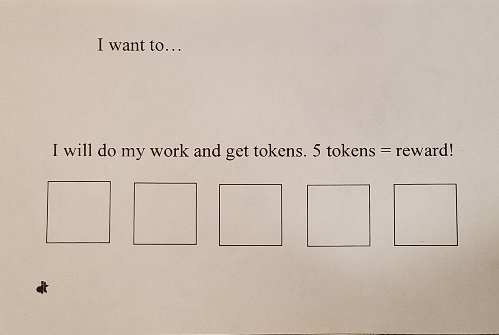 I want to...
I will do my work and get tokens. 5 tokens = reward!